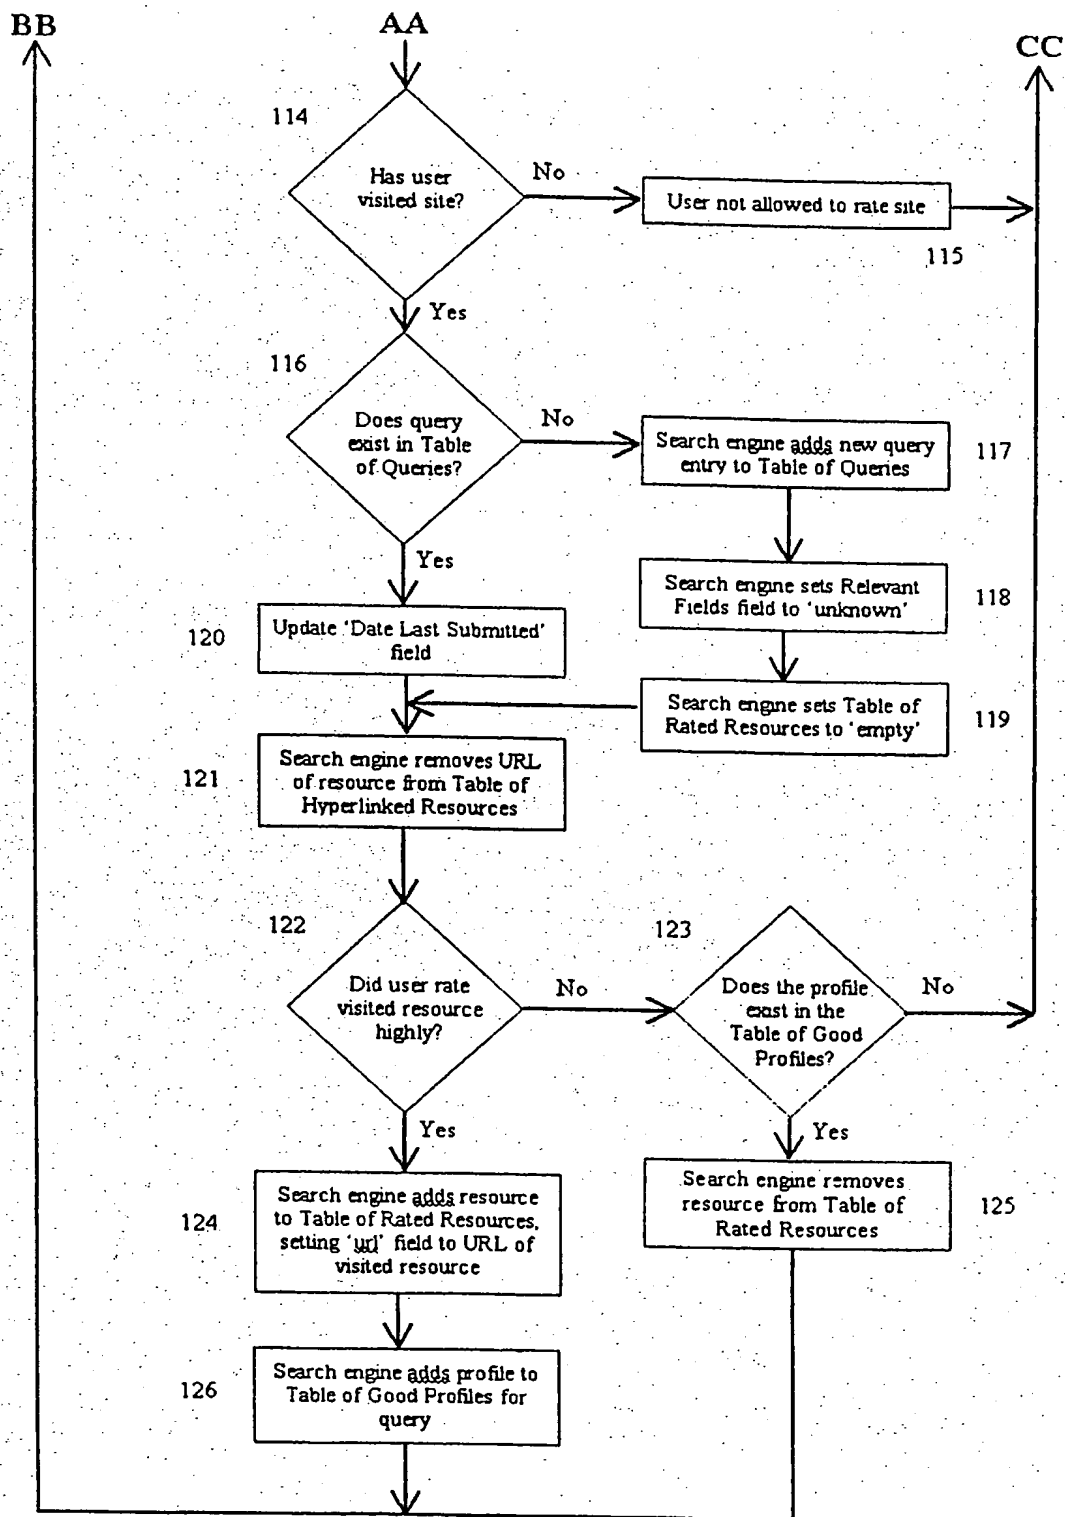 BB
AA
CC
114
Has user
visited site?
No
User not allowed to rate site
115
Yes
116
Does query
exist in Table
of Queries?
No
Search engine adds new query
entry to Table of Queries
117
Yes
Search engine sets Relevant
Fields field to 'unknown'
118
120
Update 'Date Last Submitted'
field
Search engine sets Table of
Rated Resources to 'empty'
119
121
Search engine removes URL
of resource from Table of
Hyperlinked Resources
122
Did user rate
visited resource
highly?
No
123
Does the profile
exist in the
Table of Good
Profiles?
No
Yes
Yes
124
Search engine adds resource
to Table of Rated Resources,
setting 'url' field to URL of
visited resource
Search engine removes
resource from Table of
Rated Resources
125
126
Search engine adds profile to
Table of Good Profiles for
query